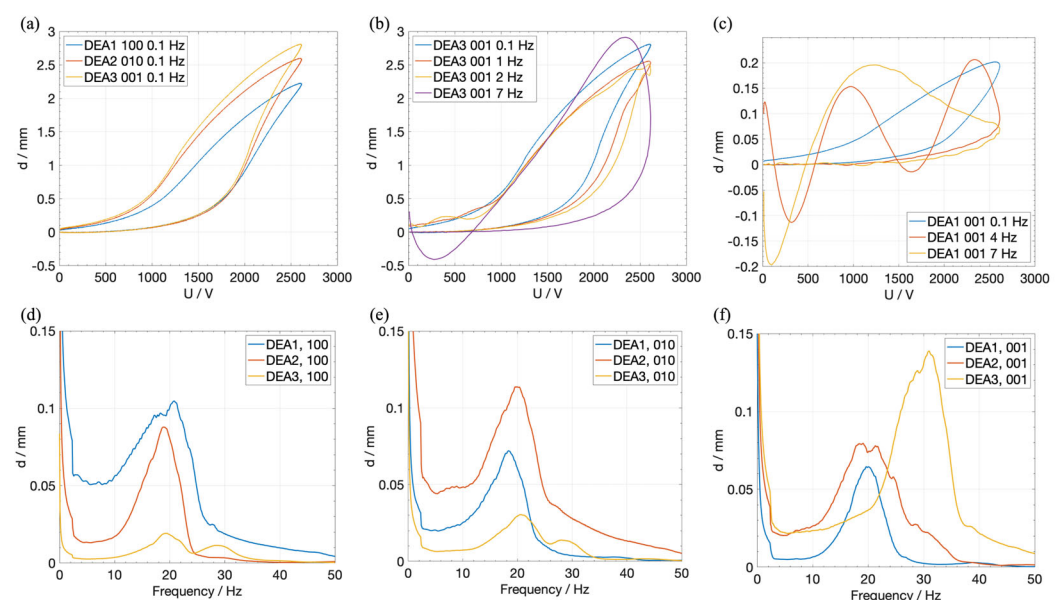 (a)
(b)
(c)
d / mm
3
2.5
2
1.5
1
0.5
0
-0.5
DEA1 100 0.1 Hz
DEA2 010 0.1 Hz
DEA3 001 0.1 Hz
0 500 1000 1500 2000 2500 3000
U / V
d / mm
3
2.5
2
1.5
1
0.5
0
-0.5
DEA3 001 0.1 Hz
DEA3 001 1 Hz
DEA3 001 2 Hz
DEA3 001 7 Hz
0 500 1000 1500 2000 2500 3000
U / V
d / mm
0.2
0.15
0.1
0.05
0
-0.05
-0.1
-0.15
-0.2
DEA1 001 0.1 Hz
DEA1 001 4 Hz
DEA1 001 7 Hz
0 500 1000 1500 2000 2500 3000
U / V
(d)
(e)
(f)
d / mm
0.15
0.1
0.05
0
DEA1, 100
DEA2, 100
DEA3, 100
0 10 20 30 40 50
Frequency / Hz
d / mm
0.15
0.1
0.05
0
DEA1, 010
DEA2, 010
DEA3, 010
0 10 20 30 40 50
Frequency / Hz
d / mm
0.15
0.1
0.05
0
DEA1, 001
DEA2, 001
DEA3, 001
0 10 20 30 40 50
Frequency / Hz